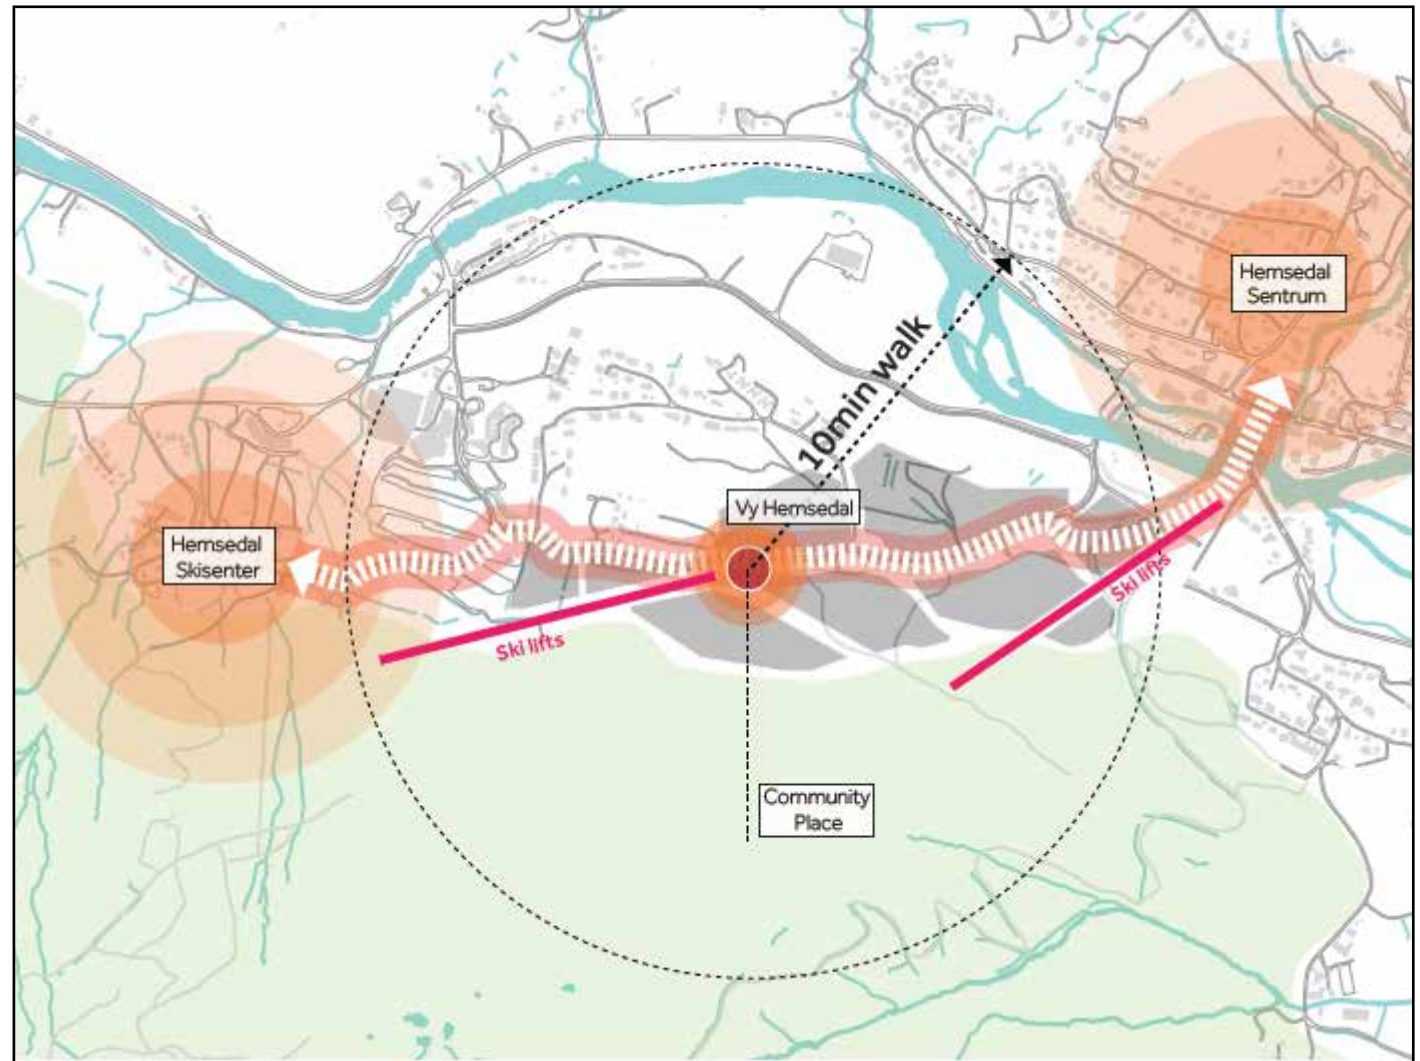 Hemsedal
Sentrum
10min walk
Vy Hemsedal
Hemsedal
Skisenter
Ski lifts
Ski lifts
Community
Place